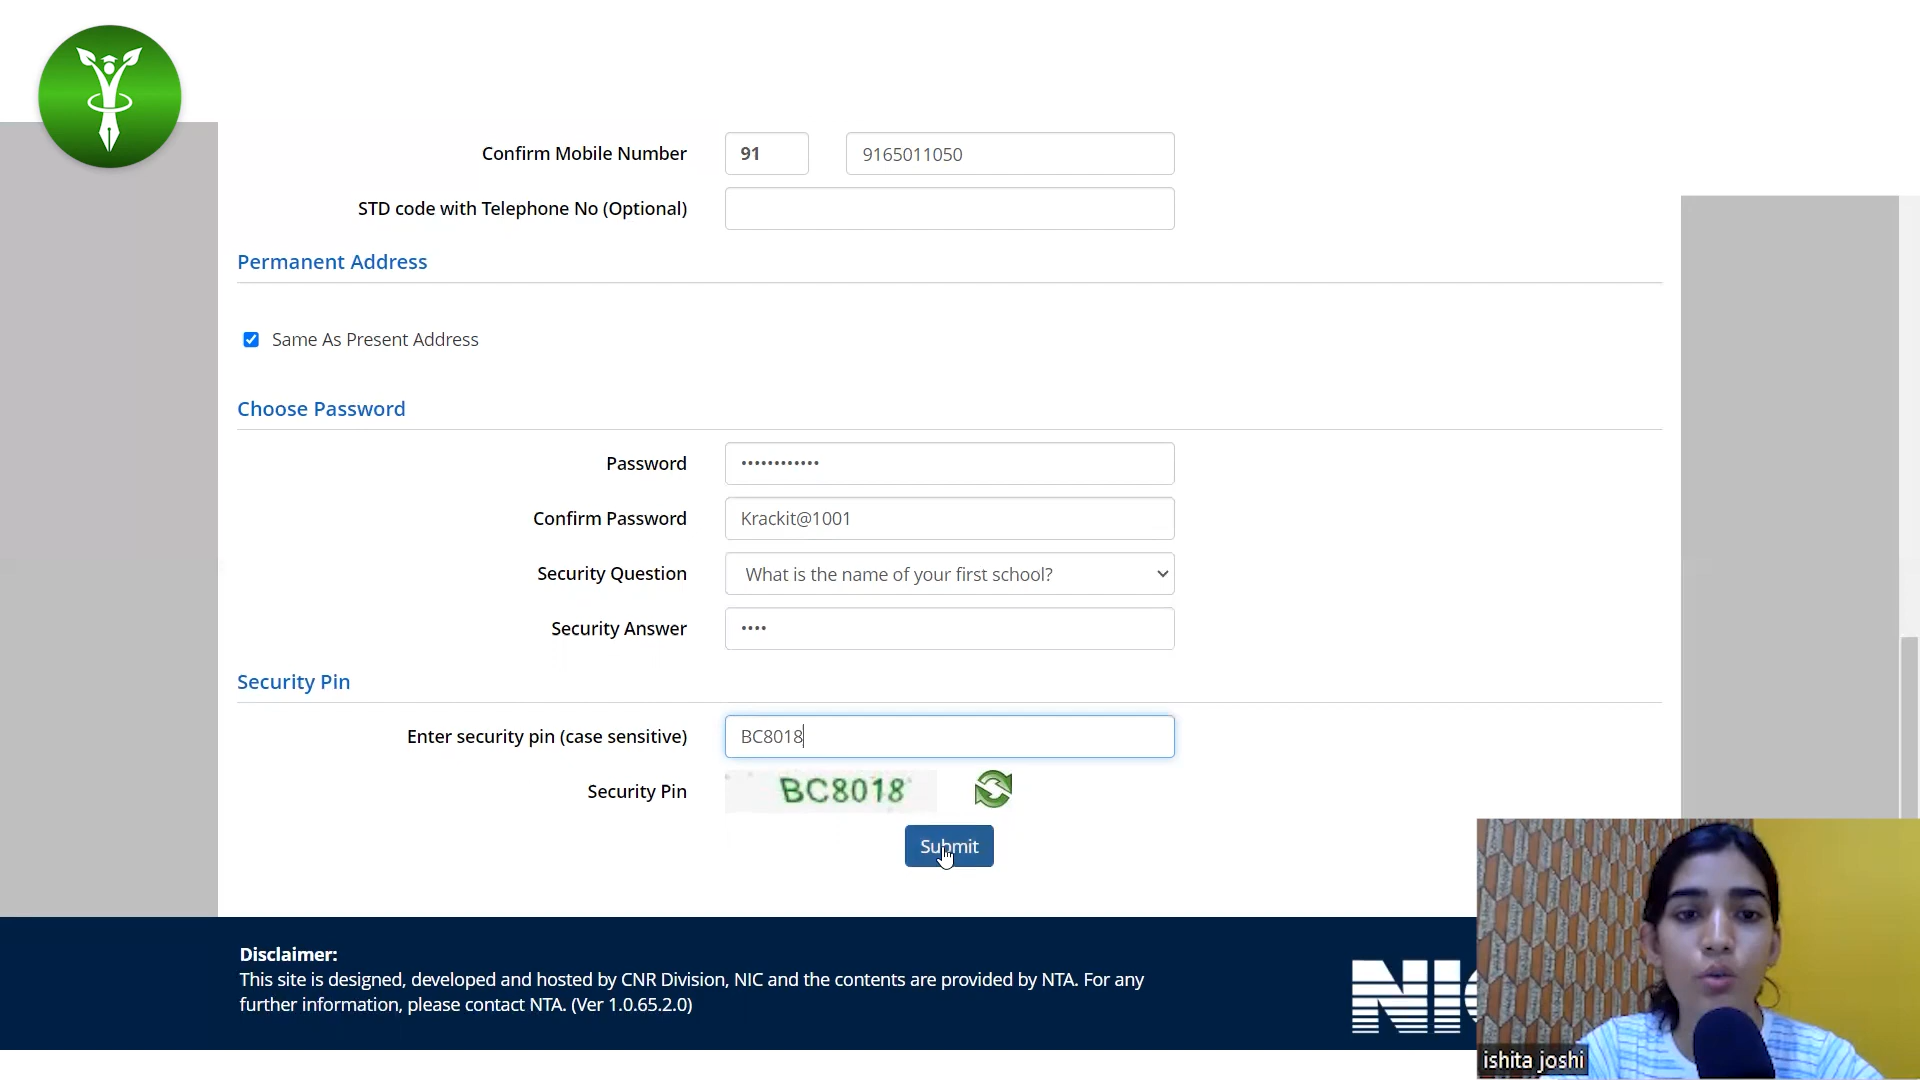 Confirm Mobile Number 91 9165011050
STD code with Telephone No (Optional)
Permanent Address
Same As Present Address
Choose Password
Password ••••••••••••
Confirm Password Krackit@1001
Security Question What is the name of your first school?
Security Answer ••••
Security Pin
Enter security pin (case sensitive) BC8018
Security Pin BC8018
Submit
Disclaimer:
This site is designed, developed and hosted by CNR Division, NIC and the contents are provided by NTA. For any
further information, please contact NTA. (Ver 1.0.65.2.0)
NIC
ishita joshi